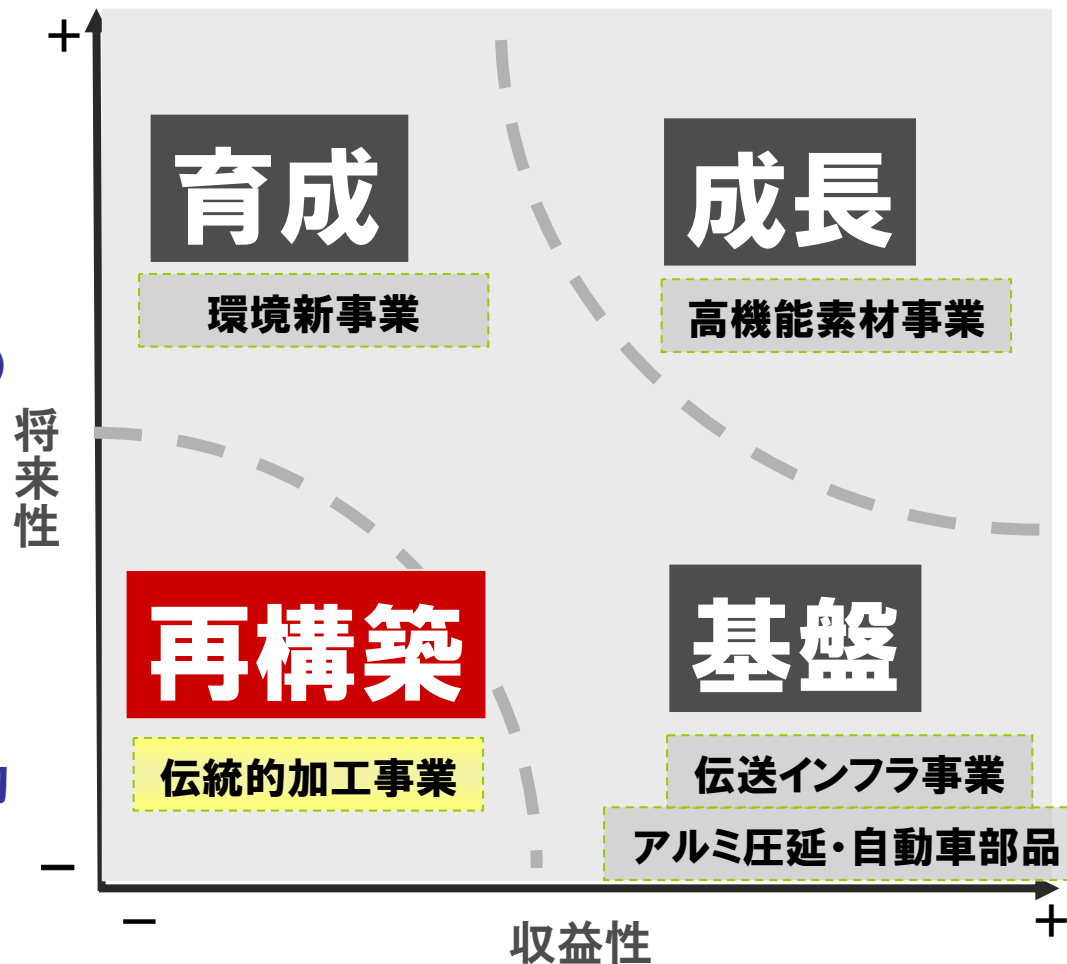 ＋
育成
成長
環境新事業
高機能素材事業
将来性
再構築
基盤
伝統的加工事業
伝送インフラ事業
アルミ圧延・自動車部品
－
－
＋
収益性